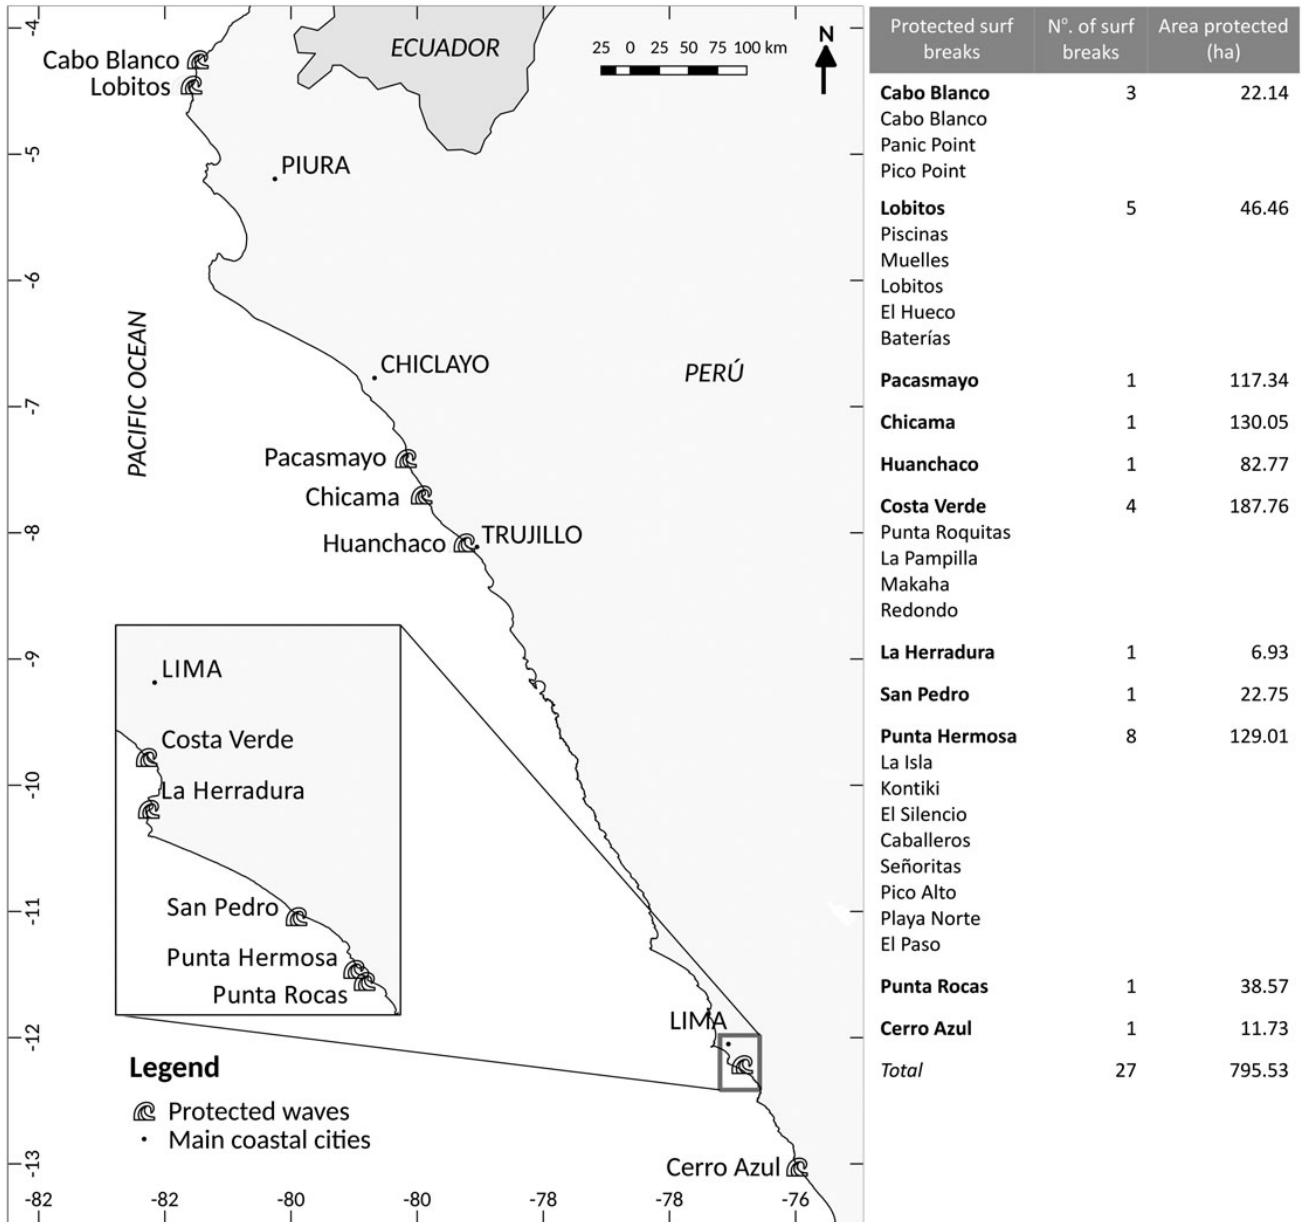 -4
-5
-6
-7
-8
-9
-10
-11
-12
-13
-82
-82
-80
-80
-78
-78
-76
ECUADOR
25 0 25 50 75 100 km
N
Cabo Blanco
Lobitos
PIURA
PACIFIC OCEAN
CHICLAYO
PERÚ
Pacasmayo
Chicama
Huanchaco
TRUJILLO
LIMA
Costa Verde
La Herradura
San Pedro
Punta Hermosa
Punta Rocas
LIMA
Cerro Azul
Legend
Protected waves
Main coastal cities
Protected surf breaks
Nº. of surf breaks
Area protected (ha)
Cabo Blanco 3 22.14
Cabo Blanco
Panic Point
Pico Point
Lobitos 5 46.46
Piscinas
Muelles
Lobitos
El Hueco
Baterías
Pacasmayo 1 117.34
Chicama 1 130.05
Huanchaco 1 82.77
Costa Verde 4 187.76
Punta Roquitas
La Pampilla
Makaha
Redondo
La Herradura 1 6.93
San Pedro 1 22.75
Punta Hermosa 8 129.01
La Isla
Kontiki
El Silencio
Caballeros
Señoritas
Pico Alto
Playa Norte
El Paso
Punta Rocas 1 38.57
Cerro Azul 1 11.73
Total 27 795.53